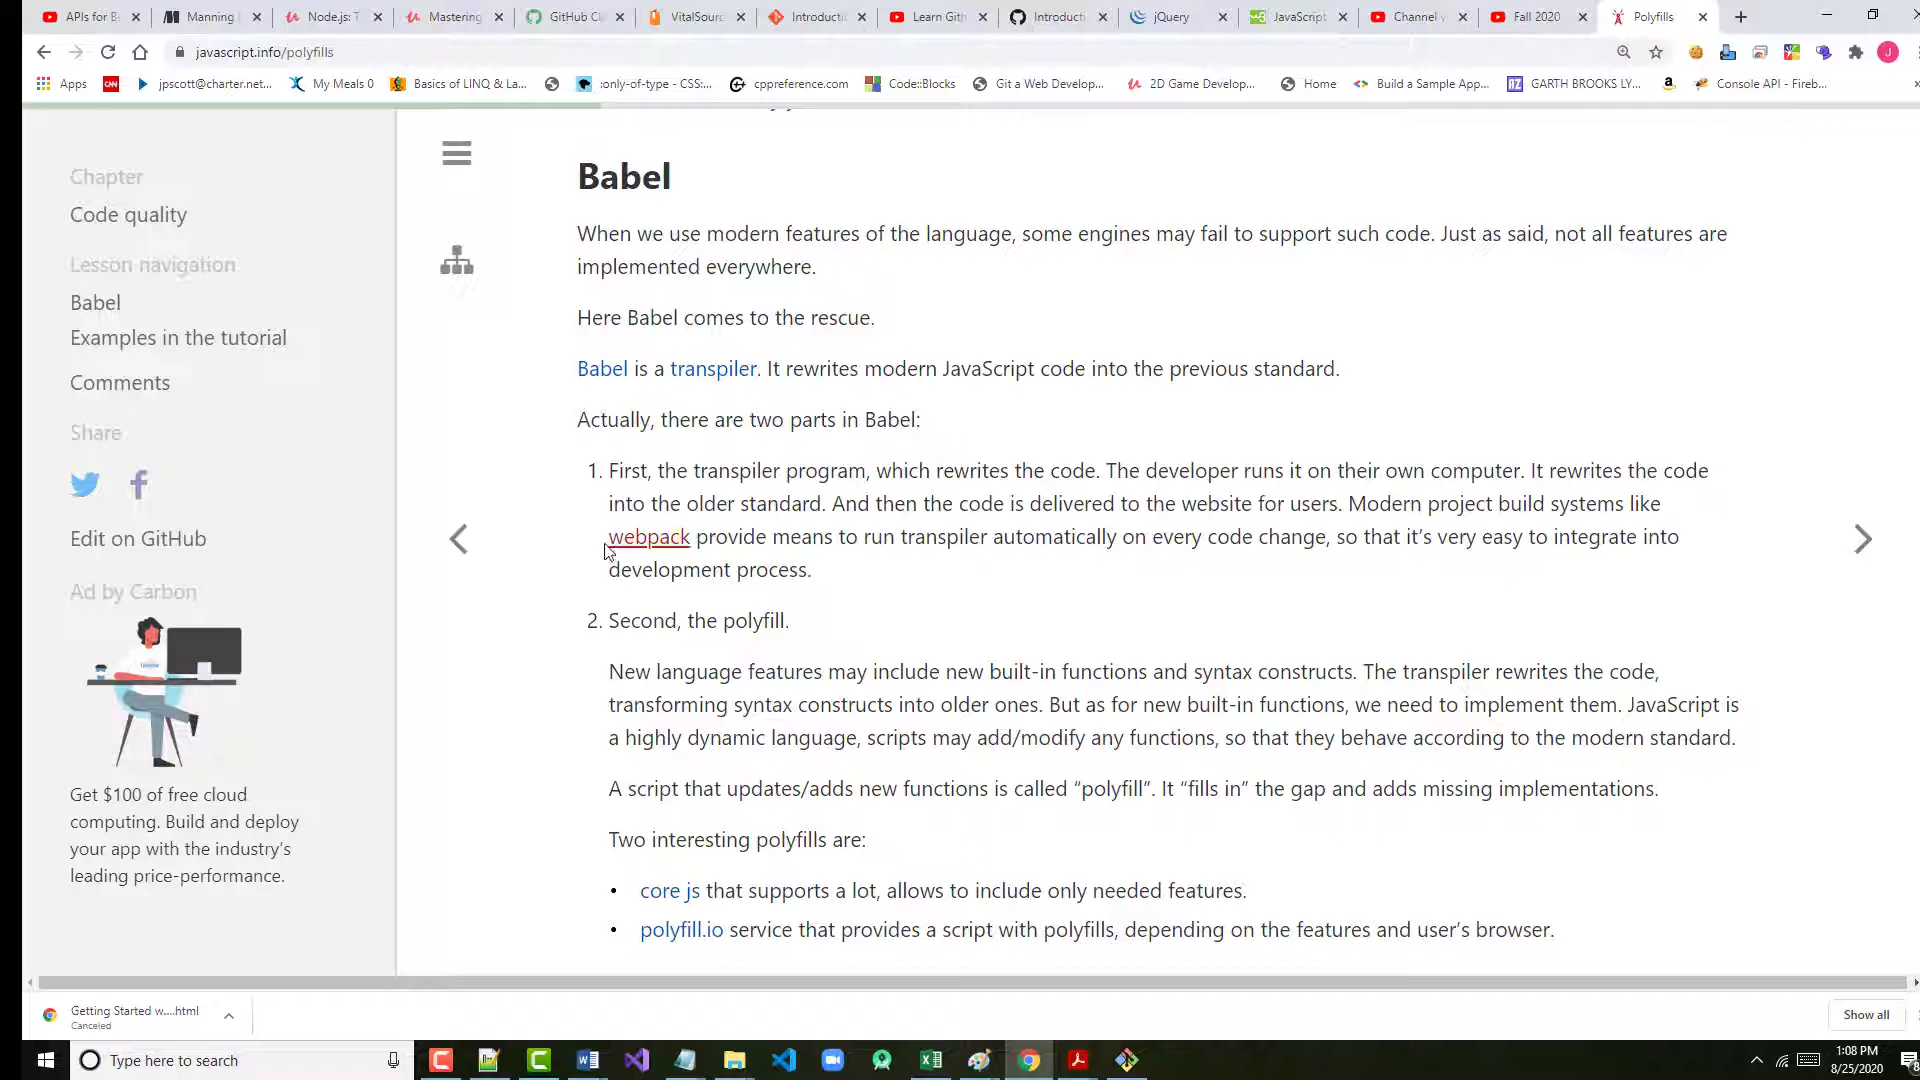 APIs for B
Manning
Node.js: T
Mastering
GitHub Cl
VitalSourc
Introducti
Learn Gith
Introducti
jQuery
JavaScript
Channel
Fall 2020
Polyfills
javascript.info/polyfills
Apps
jpscott@charter.net...
My Meals 0
Basics of LINQ & La...
:only-of-type - CSS:...
cppreference.com
Code::Blocks
Git a Web Develop...
2D Game Develop...
Home
Build a Sample App...
GARTH BROOKS LY...
Console API - Fireb...
Chapter
Code quality
Lesson navigation
Babel
Examples in the tutorial
Comments
Share
Edit on GitHub
Ad by Carbon
Get $100 of free cloud
computing. Build and deploy
your app with the industry's
leading price-performance.
Babel
When we use modern features of the language, some engines may fail to support such code. Just as said, not all features are
implemented everywhere.
Here Babel comes to the rescue.
Babel is a transpiler. It rewrites modern JavaScript code into the previous standard.
Actually, there are two parts in Babel:
1. First, the transpiler program, which rewrites the code. The developer runs it on their own computer. It rewrites the code
into the older standard. And then the code is delivered to the website for users. Modern project build systems like
webpack provide means to run transpiler automatically on every code change, so that it's very easy to integrate into
development process.
2. Second, the polyfill.
New language features may include new built-in functions and syntax constructs. The transpiler rewrites the code,
transforming syntax constructs into older ones. But as for new built-in functions, we need to implement them. JavaScript is
a highly dynamic language, scripts may add/modify any functions, so that they behave according to the modern standard.
A script that updates/adds new functions is called “polyfill”. It “fills in” the gap and adds missing implementations.
Two interesting polyfills are:
• core js that supports a lot, allows to include only needed features.
• polyfill.io service that provides a script with polyfills, depending on the features and user's browser.
Getting Started w....html
Canceled
Show all
Type here to search
1:08 PM
8/25/2020